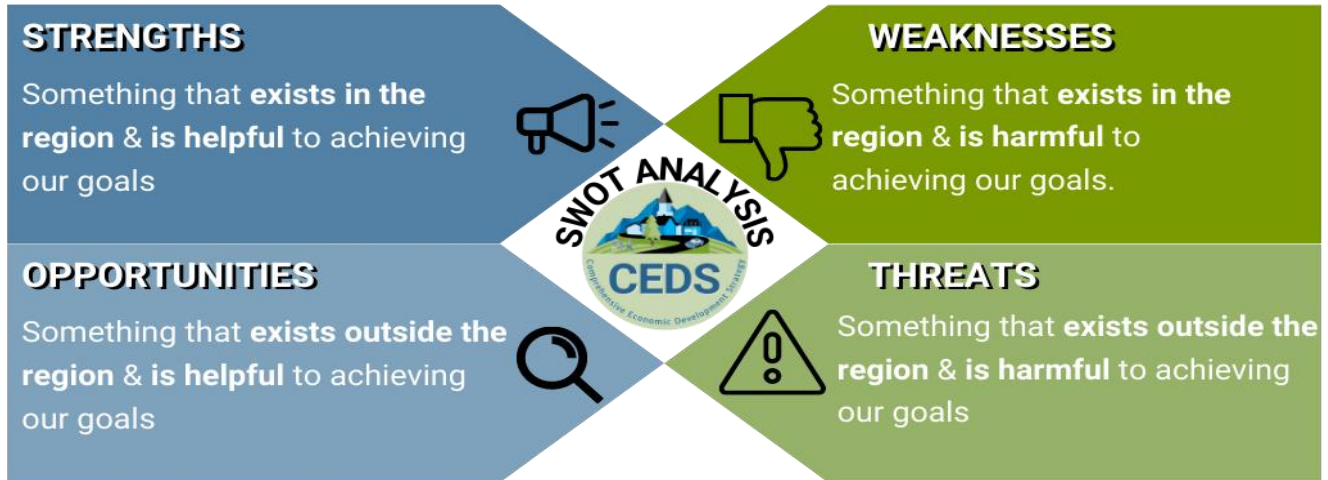 STRENGTHS
Something that exists in the
region & is helpful to achieving
our goals
WEAKNESSES
Something that exists in the
region & is harmful to
achieving our goals.
SWOT ANALYSIS
CEDS
Comprehensive Economic Development Strategy
OPPORTUNITIES
Something that exists outside the
region & is helpful to achieving
our goals
THREATS
Something that exists outside the
region & is harmful to achieving
our goals